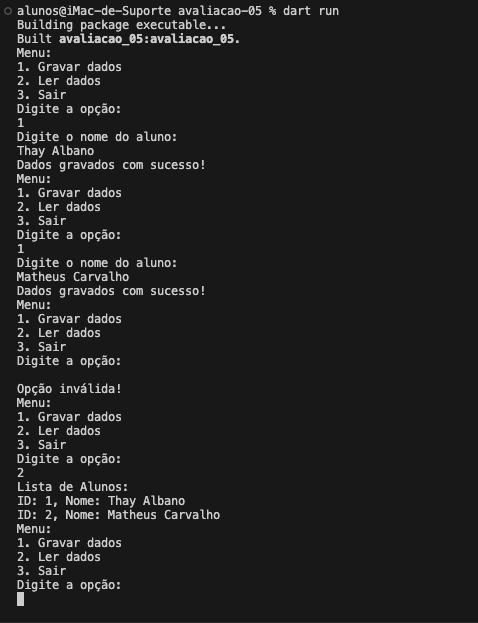 alunos@iMac-de-Suporte avaliacao-05 % dart run
Building package executable...
Built avaliacao_05:avaliacao_05.
Menu:
1. Gravar dados
2. Ler dados
3. Sair
Digite a opção:
1
Digite o nome do aluno:
Thay Albano
Dados gravados com sucesso!
Menu:
1. Gravar dados
2. Ler dados
3. Sair
Digite a opção:
1
Digite o nome do aluno:
Matheus Carvalho
Dados gravados com sucesso!
Menu:
1. Gravar dados
2. Ler dados
3. Sair
Digite a opção:
Opção inválida!
Menu:
1. Gravar dados
2. Ler dados
3. Sair
Digite a opção:
2
Lista de Alunos:
ID: 1, Nome: Thay Albano
ID: 2, Nome: Matheus Carvalho
Menu:
1. Gravar dados
2. Ler dados
3. Sair
Digite a opção: